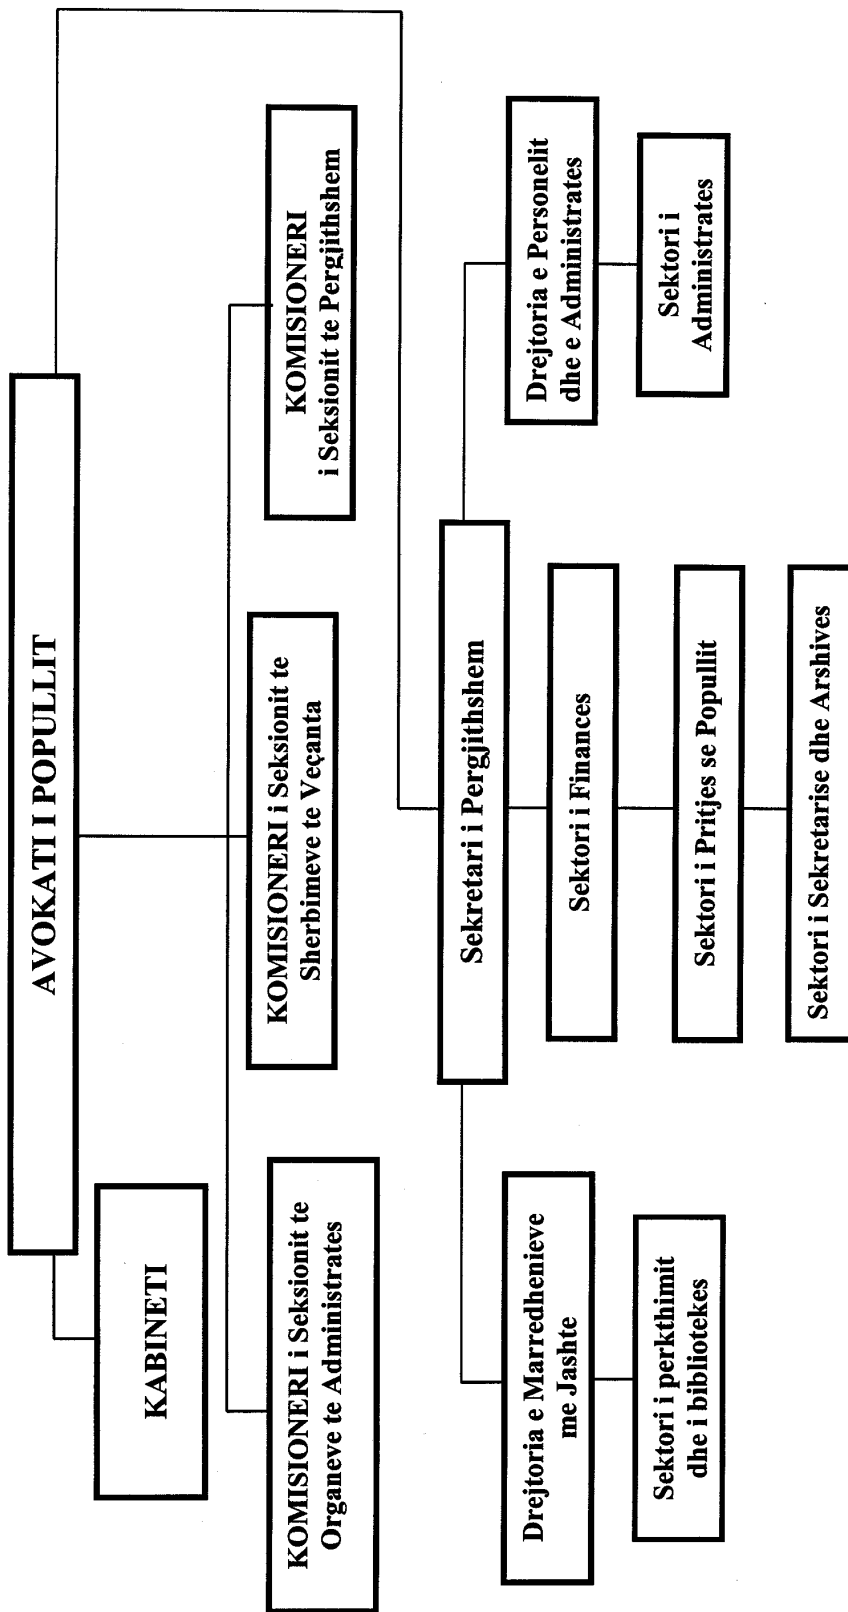 AVOKATI I POPULLIT
KABINETI
KOMISIONERI i Seksionit te
Organeve te Administrates
KOMISIONERI i Seksionit te
Sherbimeve te Veçanta
KOMISIONERI
i Seksionit te Pergjithshem
Sekretari i Pergjithshem
Drejtoria e Marredhenieve
me Jashte
Sektori i perkthimit
dhe i bibliotekes
Sektori i Finances
Sektori i Pritjes se Popullit
Sektori i Sekretarise dhe Arshives
Drejtoria e Personelit
dhe e Administrates
Sektori i
Administrates